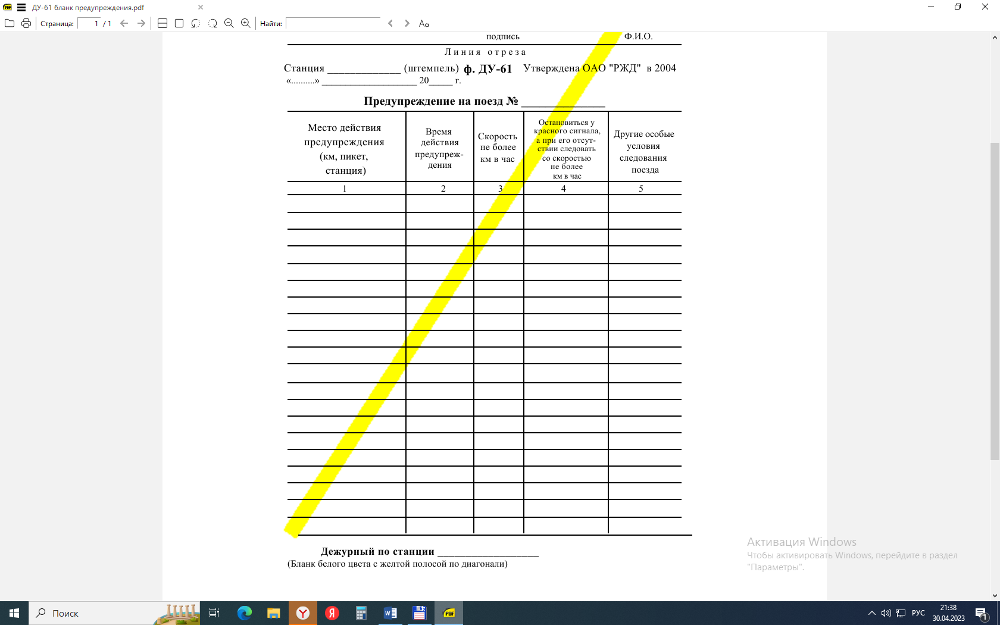 ДУ-61 бланк предупреждения.pdf
Страница: 1 / 1 Найти: Aa
подпись Ф.И.О.
Линия отреза
Станция _____________ (штемпель) ф. ДУ-61 Утверждена ОАО "РЖД" в 2004
«..........» ____________________ 20_____ г.
Предупреждение на поезд № ______________
Место действия
предупреждения
(км, пикет,
станция)
Время
действия
предупреж-
дения
Скорость
не более
км в час
Остановиться у
красного сигнала,
а при его отсут-
ствии следовать
со скоростью
не более
км в час
Другие особые
условия
следования
поезда
1 2 3 4 5
Дежурный по станции __________________
(Бланк белого цвета с желтой полосой по диагонали)
Активация Windows
Чтобы активировать Windows, перейдите в раздел
"Параметры".
Поиск
РУС
21:38
30.04.2023
1